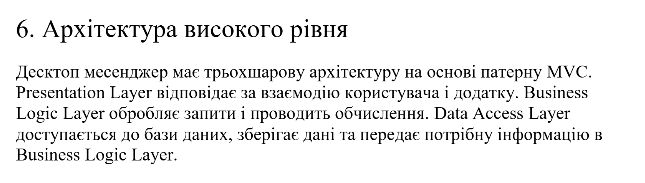 6. Архітектура високого рівня
Десктоп месенджер має трьохшарову архітектуру на основі патерну MVC.
Presentation Layer відповідає за взаємодію користувача і додатку. Business
Logic Layer обробляє запити і проводить обчислення. Data Access Layer
доступається до бази даних, зберігає дані та передає потрібну інформацію в
Business Logic Layer.